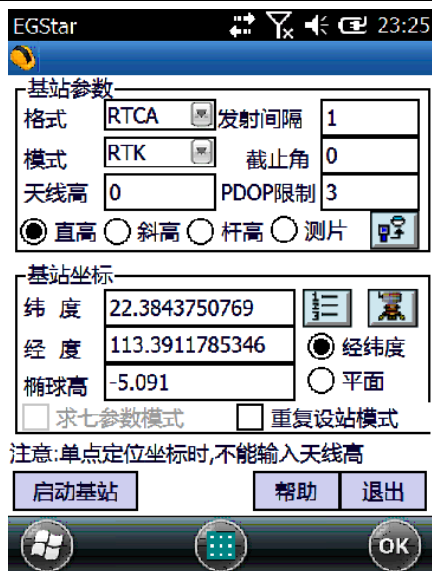 EGStar 23:25
基站参数
格式 RTCA 发射间隔 1
模式 RTK 截止角 0
天线高 0 PDOP限制 3
直高 斜高 杆高 测片
基站坐标
纬 度 22.3843750769
经 度 113.3911785346 经纬度
椭球高 -5.091 平面
求七参数模式 重复设站模式
注意:单点定位坐标时,不能输入天线高
启动基站 帮助 退出
OK